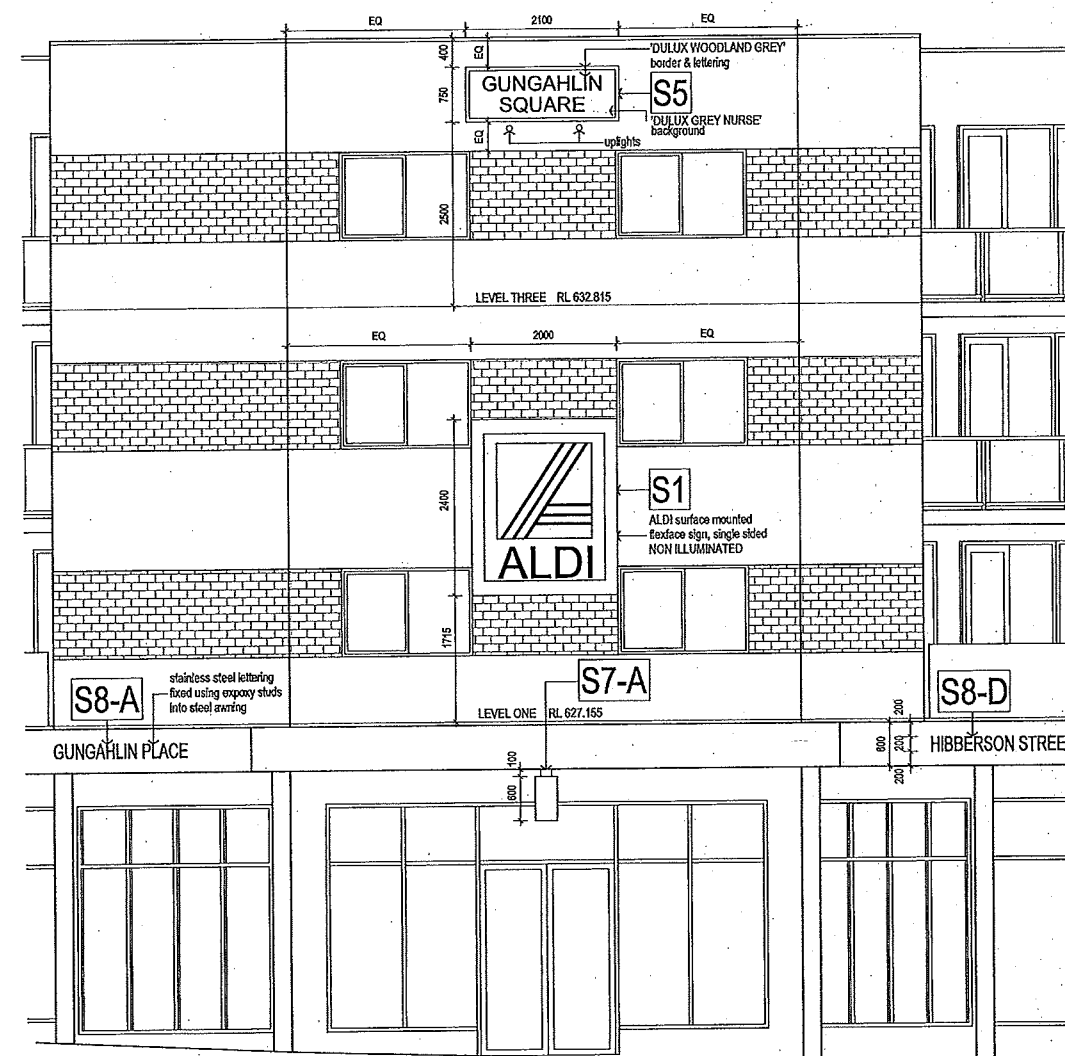 EQ
2100
EQ
400
EQ
'DULUX WOODLAND GREY'
border & lettering
750
GUNGAHLIN
SQUARE
S5
'DULUX GREY NURSE'
background
EQ
uplights
2500
LEVEL THREE RL 632.815
EQ
2000
EQ
2400
ALDI
S1
ALDI surface mounted
flexface sign, single sided
NON ILLUMINATED
1715
S8-A
stainless steel lettering
fixed using expoxy studs
into steel awning
S7-A
S8-D
LEVEL ONE RL 627.155
200
GUNGAHLIN PLACE
600
200
HIBBERSON STREE
200
100
600